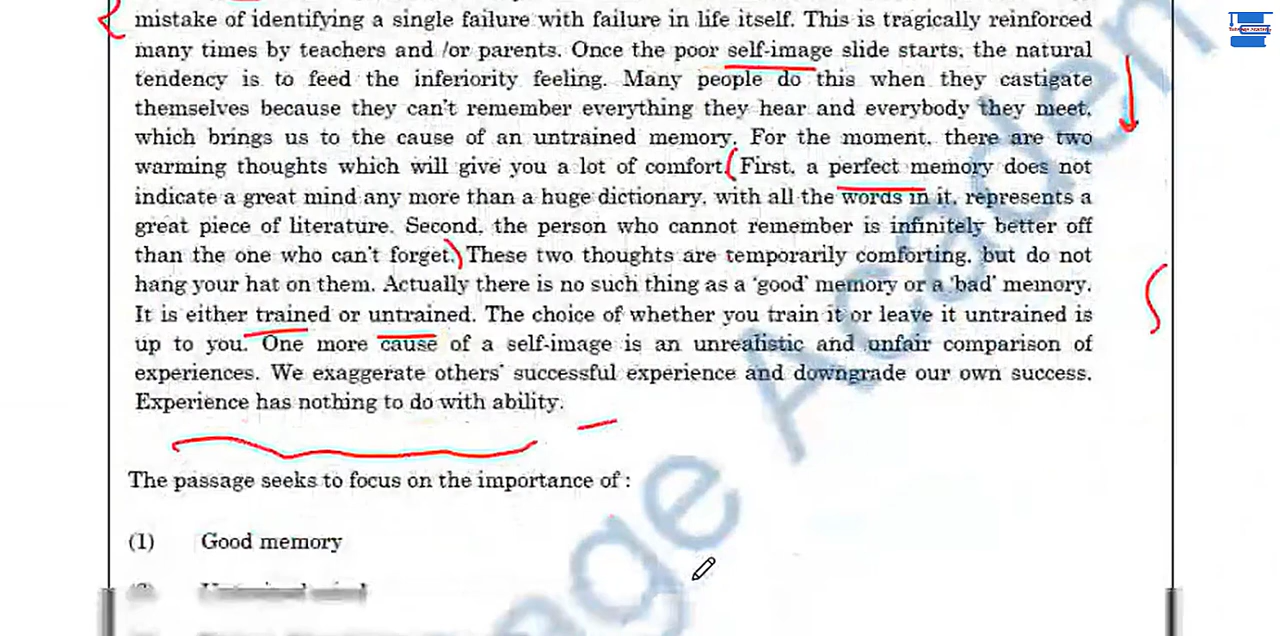 mistake of identifying a single failure with failure in life itself. This is tragically reinforced
many times by teachers and /or parents. Once the poor self-image slide starts, the natural
tendency is to feed the inferiority feeling. Many people do this when they castigate
themselves because they can't remember everything they hear and everybody they meet,
which brings us to the cause of an untrained memory. For the moment, there are two
warming thoughts which will give you a lot of comfort. First, a perfect memory does not
indicate a great mind any more than a huge dictionary, with all the words in it, represents a
great piece of literature. Second, the person who cannot remember is infinitely better off
than the one who can't forget. These two thoughts are temporarily comforting, but do not
hang your hat on them. Actually there is no such thing as a 'good' memory or a 'bad' memory.
It is either trained or untrained. The choice of whether you train it or leave it untrained is
up to you. One more cause of a self-image is an unrealistic and unfair comparison of
experiences. We exaggerate others' successful experience and downgrade our own success.
Experience has nothing to do with ability.
The passage seeks to focus on the importance of :
(1) Good memory